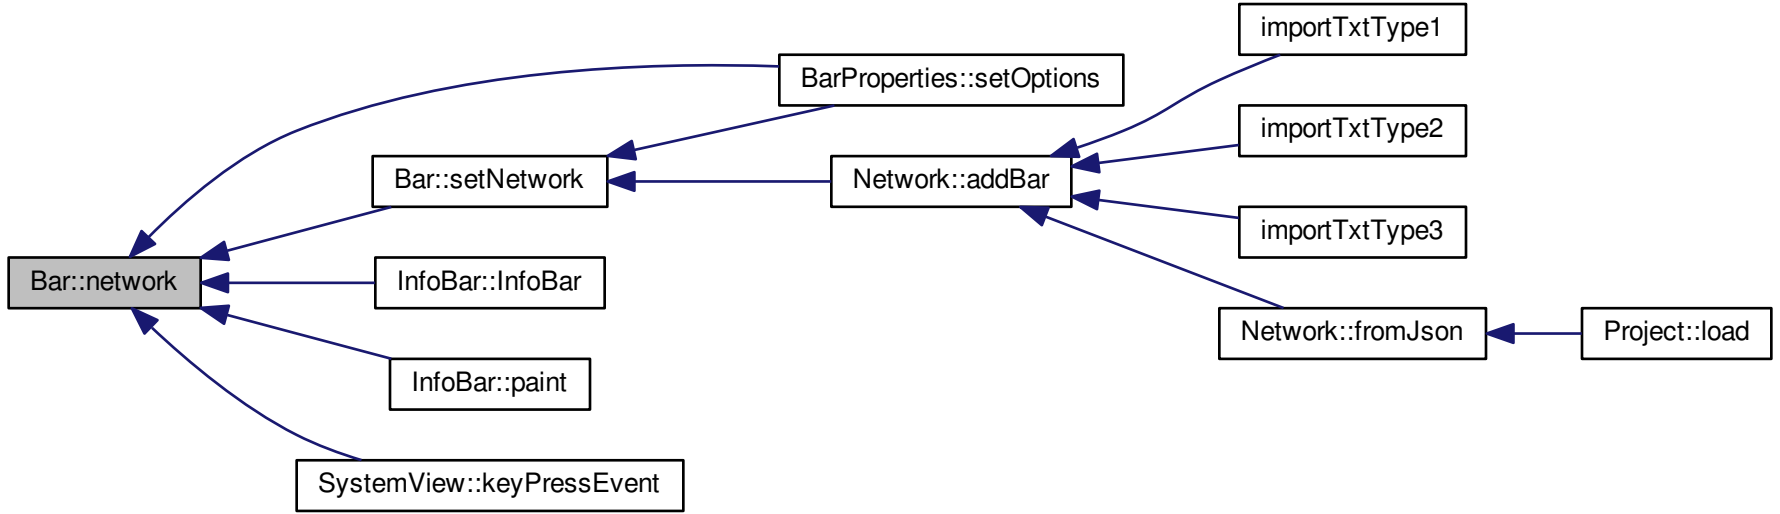 importTxtType1
BarProperties::setOptions
importTxtType2
Bar::setNetwork
Network::addBar
importTxtType3
Bar::network
InfoBar::InfoBar
Network::fromJson
Project::load
InfoBar::paint
SystemView::keyPressEvent